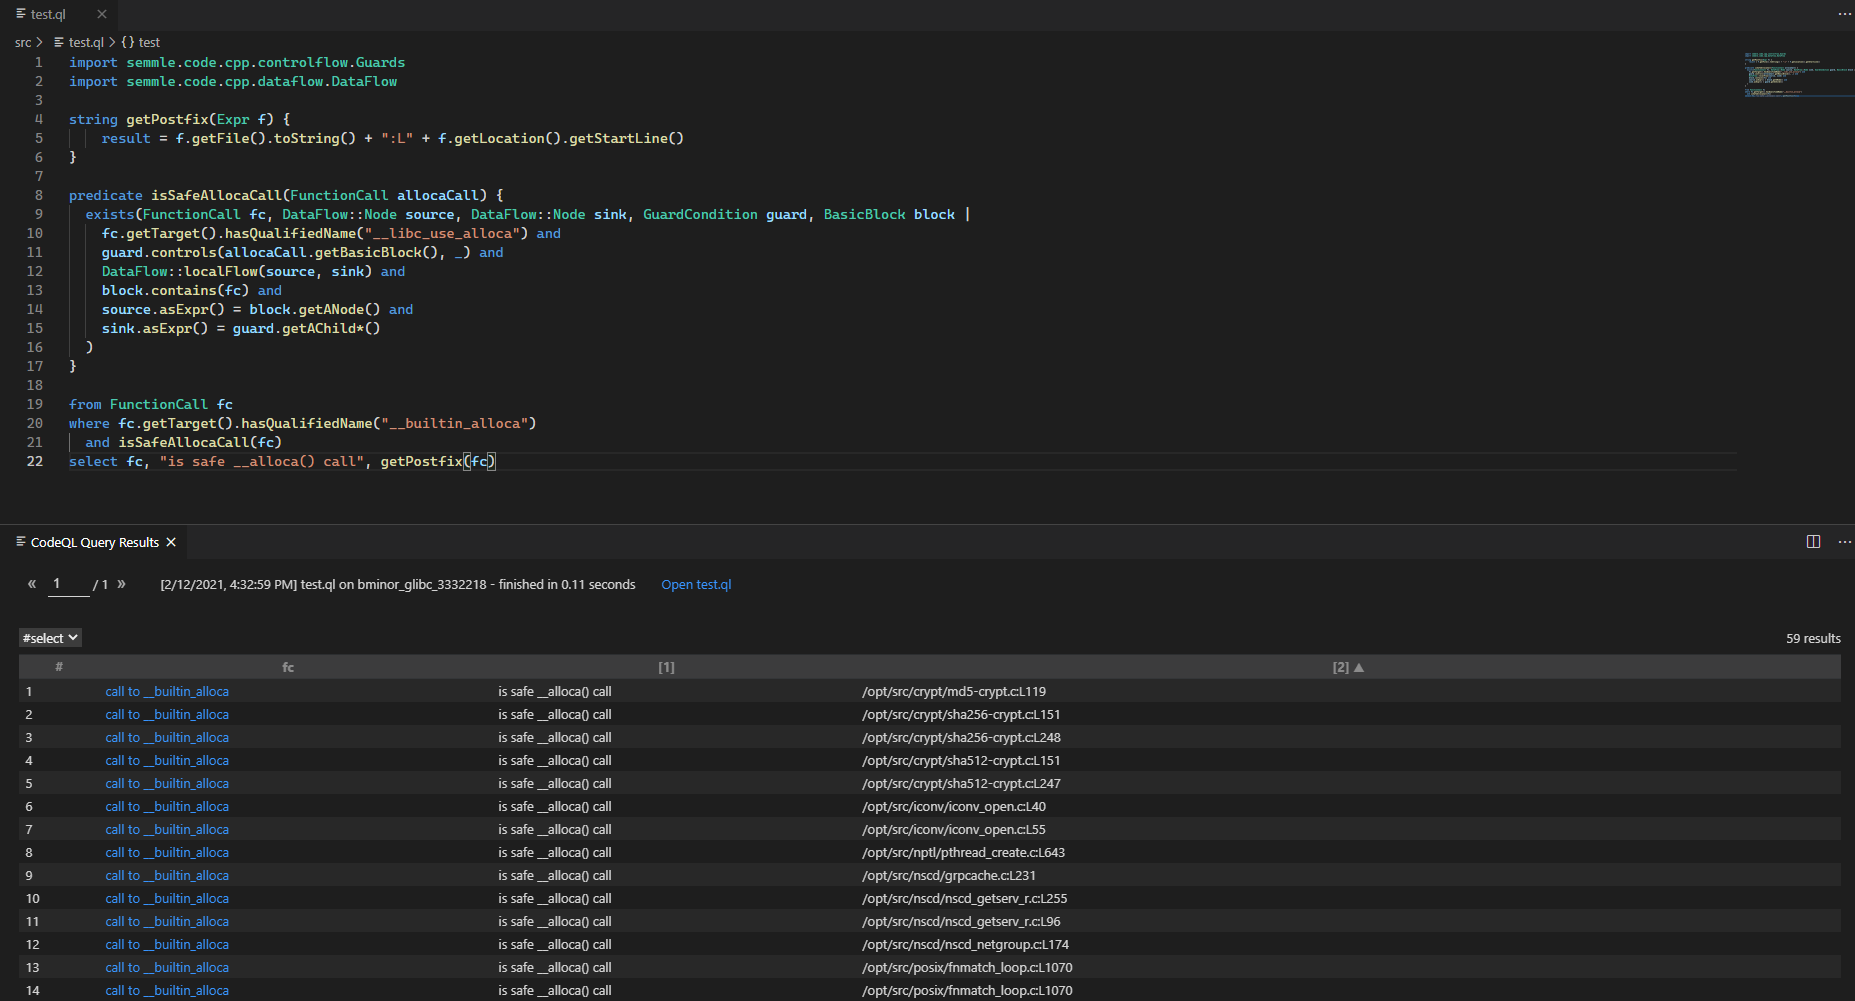 test.ql
src > test.ql > {} test
1 import semmle.code.cpp.controlflow.Guards
2 import semmle.code.cpp.dataflow.DataFlow
3
4 string getPostfix(Expr f) {
5 result = f.getFile().toString() + ":L" + f.getLocation().getStartLine()
6 }
7
8 predicate isSafeAllocaCall(FunctionCall allocaCall) {
9 exists(FunctionCall fc, DataFlow::Node source, DataFlow::Node sink, GuardCondition guard, BasicBlock block |
10 fc.getTarget().hasQualifiedName("__libc_use_alloca") and
11 guard.controls(allocaCall.getBasicBlock(), _) and
12 DataFlow::localFlow(source, sink) and
13 block.contains(fc) and
14 source.asExpr() = block.getANode() and
15 sink.asExpr() = guard.getAChild*()
16 )
17 }
18
19 from FunctionCall fc
20 where fc.getTarget().hasQualifiedName("__builtin_alloca")
21 and isSafeAllocaCall(fc)
22 select fc, "is safe __alloca() call", getPostfix(fc)
CodeQL Query Results
« 1 / 1 » [2/12/2021, 4:32:59 PM] test.ql on bminor_glibc_3332218 - finished in 0.11 seconds Open test.ql
#select 59 results
# fc [1] [2] ▲
1 call to __builtin_alloca is safe __alloca() call /opt/src/crypt/md5-crypt.c:L119
2 call to __builtin_alloca is safe __alloca() call /opt/src/crypt/sha256-crypt.c:L151
3 call to __builtin_alloca is safe __alloca() call /opt/src/crypt/sha256-crypt.c:L248
4 call to __builtin_alloca is safe __alloca() call /opt/src/crypt/sha512-crypt.c:L151
5 call to __builtin_alloca is safe __alloca() call /opt/src/crypt/sha512-crypt.c:L247
6 call to __builtin_alloca is safe __alloca() call /opt/src/iconv/iconv_open.c:L40
7 call to __builtin_alloca is safe __alloca() call /opt/src/iconv/iconv_open.c:L55
8 call to __builtin_alloca is safe __alloca() call /opt/src/nptl/pthread_create.c:L643
9 call to __builtin_alloca is safe __alloca() call /opt/src/nscd/grpcache.c:L231
10 call to __builtin_alloca is safe __alloca() call /opt/src/nscd/nscd_getserv_r.c:L255
11 call to __builtin_alloca is safe __alloca() call /opt/src/nscd/nscd_getserv_r.c:L96
12 call to __builtin_alloca is safe __alloca() call /opt/src/nscd/nscd_netgroup.c:L174
13 call to __builtin_alloca is safe __alloca() call /opt/src/posix/fnmatch_loop.c:L1070
14 call to __builtin_alloca is safe __alloca() call /opt/src/posix/fnmatch_loop.c:L1070